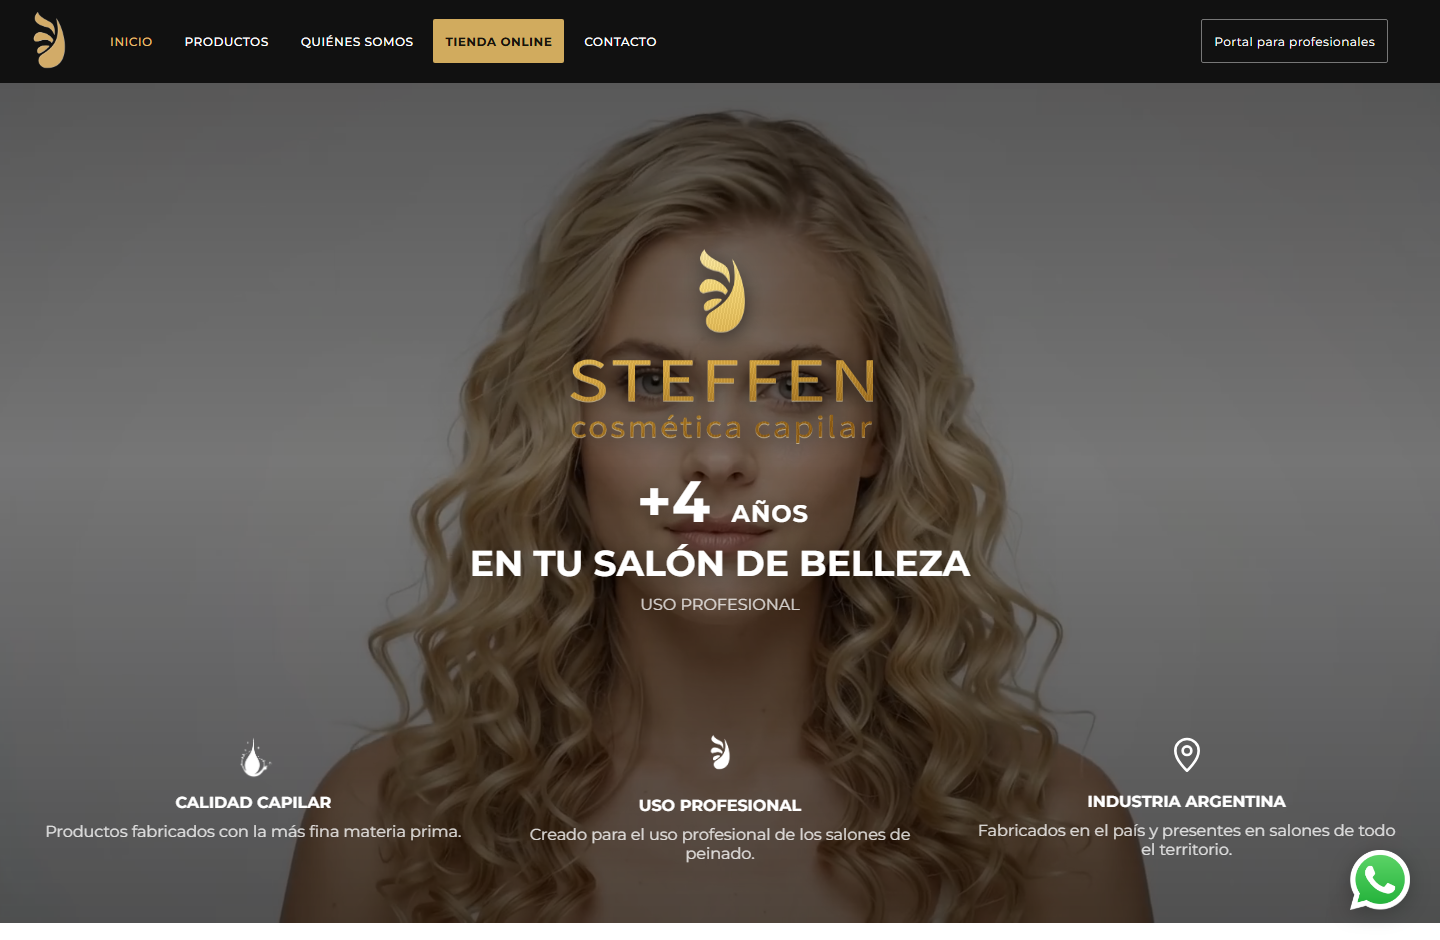 INICIO
PRODUCTOS
QUIÉNES SOMOS
TIENDA ONLINE
CONTACTO
Portal para profesionales
STEFFEN
cosmética capilar
+4 AÑOS
EN TU SALÓN DE BELLEZA
USO PROFESIONAL
CALIDAD CAPILAR
Productos fabricados con la más fina materia prima.
USO PROFESIONAL
Creado para el uso profesional de los salones de
peinado.
INDUSTRIA ARGENTINA
Fabricados en el país y presentes en salones de todo
el territorio.